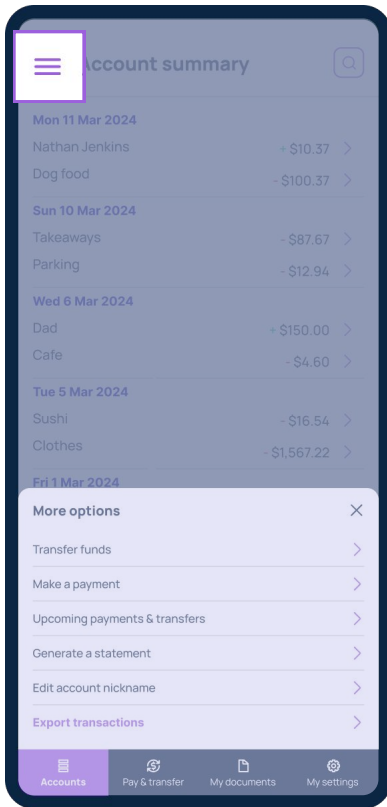 Account summary
Mon 11 Mar 2024
Nathan Jenkins + $10.37
Dog food - $100.37
Sun 10 Mar 2024
Takeaways - $87.67
Parking - $12.94
Wed 6 Mar 2024
Dad + $150.00
Cafe - $4.60
Tue 5 Mar 2024
Sushi - $16.54
Clothes - $1,567.22
Fri 1 Mar 2024
More options
Transfer funds
Make a payment
Upcoming payments & transfers
Generate a statement
Edit account nickname
Export transactions
Accounts Pay & transfer My documents My settings